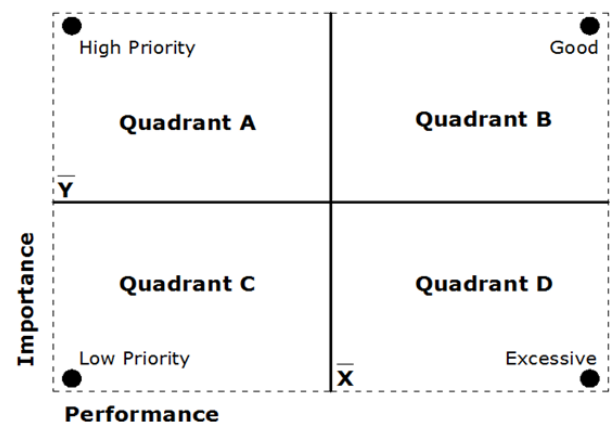 High Priority
Good
Quadrant A
Quadrant B
Y̅
Importance
Quadrant C
Quadrant D
Low Priority
Excessive
X̅
Performance